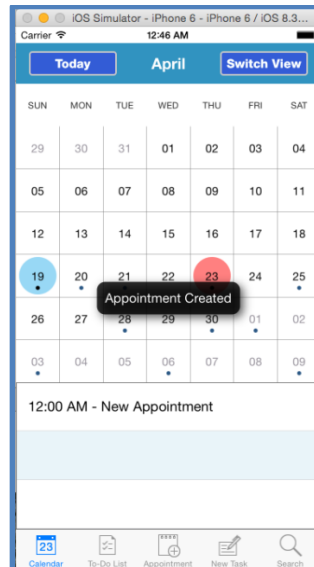 iOS Simulator - iPhone 6 - iPhone 6 / iOS 8.3...
Carrier 12:46 AM
Today April Switch View
SUN MON TUE WED THU FRI SAT
29 30 31 01 02 03 04
05 06 07 08 09 10 11
12 13 14 15 16 17 18
19 20 21 22 23 24 25
Appointment Created
26 27 28 29 30 01 02
03 04 05 06 07 08 09
12:00 AM - New Appointment
23
Calendar To-Do List Appointment New Task Search